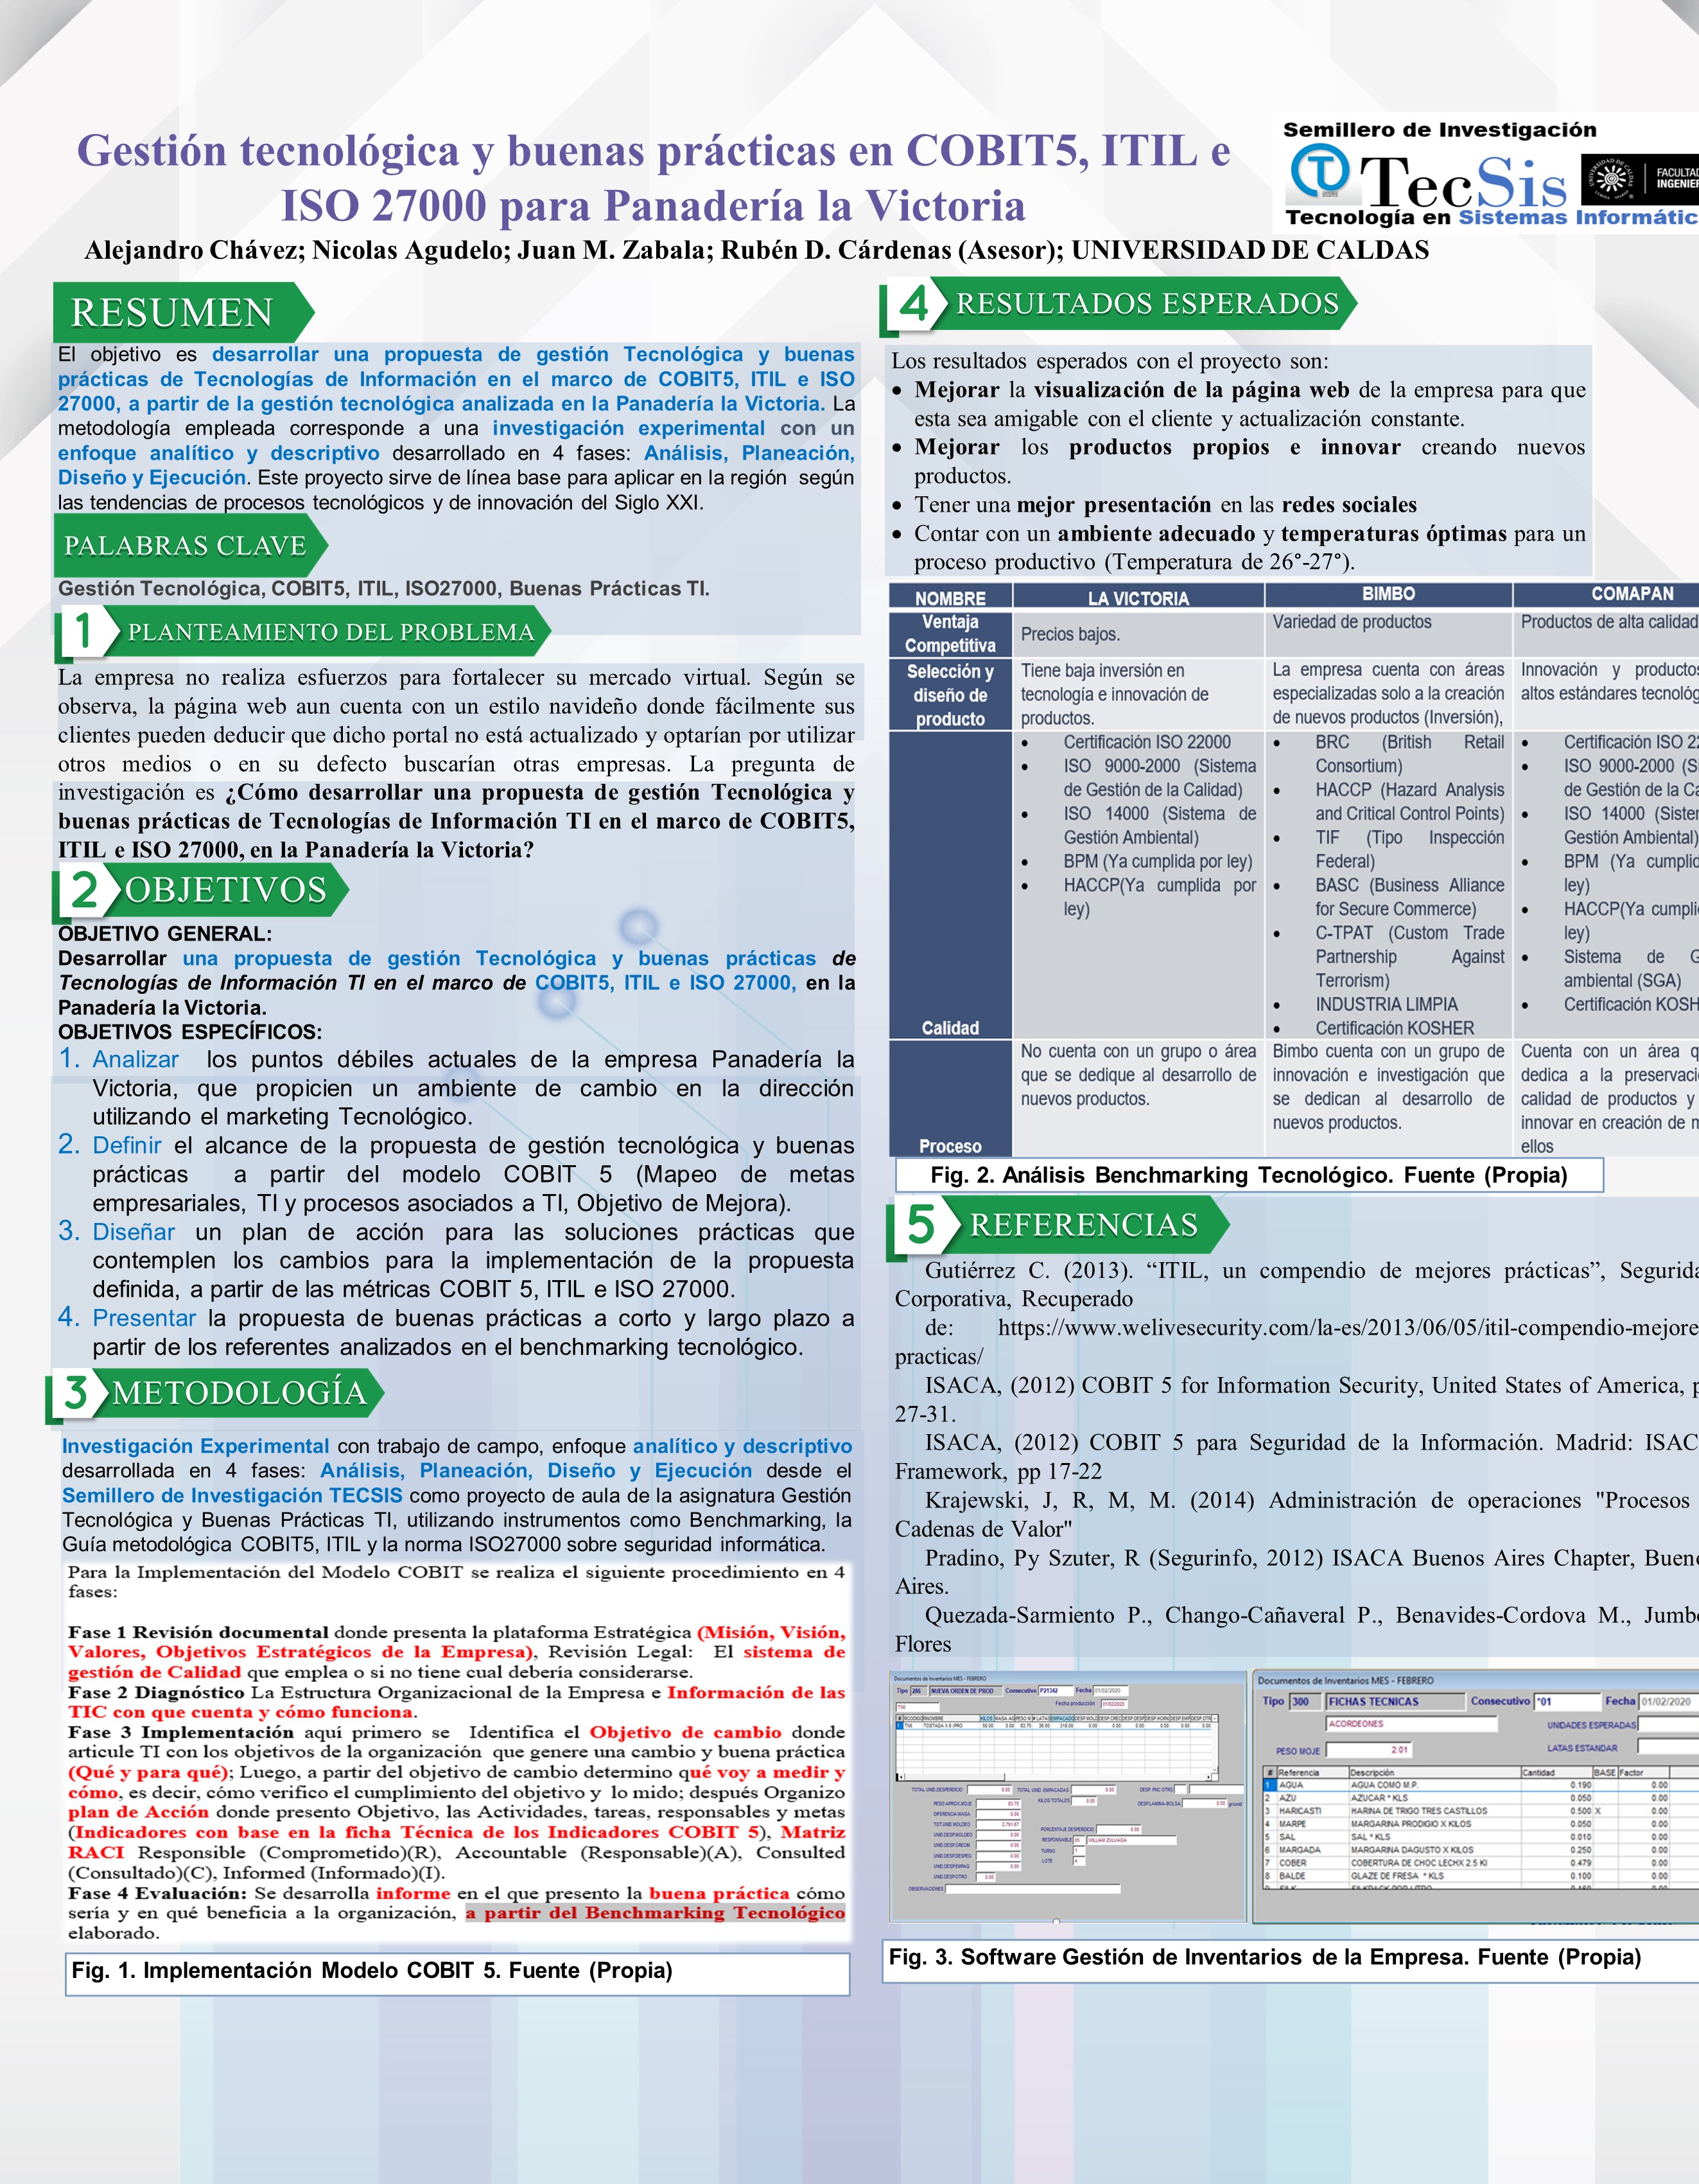 Gestión tecnológica y buenas prácticas en COBIT5, ITIL e
ISO 27000 para Panadería la Victoria
Alejandro Chávez; Nicolas Agudelo; Juan M. Zabala; Rubén D. Cárdenas (Asesor); UNIVERSIDAD DE CALDAS
Semillero de Investigación
TecSis
Tecnología en Sistemas
RESUMEN
El objetivo es desarrollar una propuesta de gestión Tecnológica y buenas
prácticas de Tecnologías de Información en el marco de COBIT5, ITIL e ISO
27000, a partir de la gestión tecnológica analizada en la Panadería la Victoria. La
metodología empleada corresponde a una investigación experimental con un
enfoque analítico y descriptivo desarrollado en 4 fases: Análisis, Planeación,
Diseño y Ejecución. Este proyecto sirve de línea base para aplicar en la región según
las tendencias de procesos tecnológicos y de innovación del Siglo XXI.
PALABRAS CLAVE
Gestión Tecnológica, COBIT5, ITIL, ISO27000, Buenas Prácticas TI.
1 PLANTEAMIENTO DEL PROBLEMA
La empresa no realiza esfuerzos para fortalecer su mercado virtual. Según se
observa, la página web aun cuenta con un estilo navideño donde fácilmente sus
clientes pueden deducir que dicho portal no está actualizado y optarían por utilizar
otros medios o en su defecto buscarían otras empresas. La pregunta de
investigación es ¿Cómo desarrollar una propuesta de gestión Tecnológica y
buenas prácticas de Tecnologías de Información TI en el marco de COBIT5,
ITIL e ISO 27000, en la Panadería la Victoria?
2 OBJETIVOS
OBJETIVO GENERAL:
Desarrollar una propuesta de gestión Tecnológica y buenas prácticas de
Tecnologías de Información TI en el marco de COBIT5, ITIL e ISO 27000, en la
Panadería la Victoria.
OBJETIVOS ESPECÍFICOS:
1. Analizar los puntos débiles actuales de la empresa Panadería la
Victoria, que propicien un ambiente de cambio en la dirección
utilizando el marketing Tecnológico.
2. Definir el alcance de la propuesta de gestión tecnológica y buenas
prácticas a partir del modelo COBIT 5 (Mapeo de metas
empresariales, TI y procesos asociados a TI, Objetivo de Mejora).
3. Diseñar un plan de acción para las soluciones prácticas que
contemplen los cambios para la implementación de la propuesta
definida, a partir de las métricas COBIT 5, ITIL e ISO 27000.
4. Presentar la propuesta de buenas prácticas a corto y largo plazo a
partir de los referentes analizados en el benchmarking tecnológico.
3 METODOLOGÍA
Investigación Experimental con trabajo de campo, enfoque analítico y descriptivo
desarrollada en 4 fases: Análisis, Planeación, Diseño y Ejecución desde el
Semillero de Investigación TECSIS como proyecto de aula de la asignatura Gestión
Tecnológica y Buenas Prácticas TI, utilizando instrumentos como Benchmarking, la
Guía metodológica COBIT5, ITIL y la norma ISO27000 sobre seguridad informática.
Para la Implementación del Modelo COBIT se realiza el siguiente procedimiento en 4
fases:
Fase 1 Revisión documental donde presenta la plataforma Estratégica (Misión, Visión,
Valores, Objetivos Estratégicos de la Empresa), Revisión Legal: El sistema de
gestión de Calidad que emplea o si no tiene cual debería considerarse.
Fase 2 Diagnóstico La Estructura Organizacional de la Empresa e Información de las
TIC con que cuenta y cómo funciona.
Fase 3 Implementación aquí primero se Identifica el Objetivo de cambio donde
articule TI con los objetivos de la organización que genere una cambio y buena práctica
(Qué y para qué); Luego, a partir del objetivo de cambio determino qué voy a medir y
cómo, es decir, cómo verifico el cumplimiento del objetivo y lo mido; después Organizo
plan de Acción donde presento Objetivo, las Actividades, tareas, responsables y metas
(Indicadores con base en la ficha Técnica de los Indicadores COBIT 5), Matriz
RACI Responsible (Comprometido)(R), Accountable (Responsable)(A), Consulted
(Consultado)(C), Informed (Informado)(I).
Fase 4 Evaluación: Se desarrolla informe en el que presento la buena práctica cómo
sería y en qué beneficia a la organización, a partir del Benchmarking Tecnológico
elaborado.
Fig. 1. Implementación Modelo COBIT 5. Fuente (Propia)
4 RESULTADOS ESPERADOS
Los resultados esperados con el proyecto son:
• Mejorar la visualización de la página web de la empresa para que
esta sea amigable con el cliente y actualización constante.
• Mejorar los productos propios e innovar creando nuevos
productos.
• Tener una mejor presentación en las redes sociales
• Contar con un ambiente adecuado y temperaturas óptimas para un
proceso productivo (Temperatura de 26°-27°).
NOMBRE LA VICTORIA BIMBO COMAPAN
Ventaja
Competitiva
Precios bajos.
Variedad de productos
Productos de alta calidad
Selección y
diseño de
producto
Tiene baja inversión en
tecnología e innovación de
productos.
La empresa cuenta con áreas
especializadas solo a la creación
de nuevos productos (Inversión),
Innovación y productos
altos estándares
Calidad
• Certificación ISO 22000
• ISO 9000-2000 (Sistema
de Gestión de la Calidad)
• ISO 14000 (Sistema de
Gestión Ambiental)
• BPM (Ya cumplida por ley)
• HACCP(Ya cumplida por
ley)
• BRC (British Retail
Consortium)
• HACCP (Hazard Analysis
and Critical Control Points)
• TIF (Tipo Inspección
Federal)
• BASC (Business Alliance
for Secure Commerce)
• C-TPAT (Custom Trade
Partnership Against
Terrorism)
• INDUSTRIA LIMPIA
• Certificación KOSHER
• Certificación ISO
• ISO 9000-2000
de Gestión de la
• ISO 14000
Gestión Ambiental)
• BPM (Ya
ley)
• HACCP(Ya
ley)
• Sistema de
ambiental (SGA)
• Certificación
Proceso
No cuenta con un grupo o área
que se dedique al desarrollo de
nuevos productos.
Bimbo cuenta con un grupo de
innovación e investigación que
se dedican al desarrollo de
nuevos productos.
Cuenta con un área
dedica a la
calidad de productos y
innovar en creación de
ellos
Fig. 2. Análisis Benchmarking Tecnológico. Fuente (Propia)
5 REFERENCIAS
Gutiérrez C. (2013). “ITIL, un compendio de mejores prácticas”,
Corporativa, Recuperado
de: https://www.welivesecurity.com/la-es/2013/06/05/itil-compendio-mejore
practicas/
ISACA, (2012) COBIT 5 for Information Security, United States of America,
27-31.
ISACA, (2012) COBIT 5 para Seguridad de la Información. Madrid:
Framework, pp 17-22
Krajewski, J, R, M, M. (2014) Administración de operaciones "Procesos
Cadenas de Valor"
Pradino, Py Szuter, R (Segurinfo, 2012) ISACA Buenos Aires Chapter,
Aires.
Quezada-Sarmiento P., Chango-Cañaveral P., Benavides-Cordova M.,
Flores
Documentos de Inventarios MES - FEBRERO
Tipo 286 NUEVA ORDEN DE PROD Consecutivo P21342 Fecha 01/02/2020
Fecha producción 01/02/2020
TOTAL UND.DESPERDICIO 0.00 TOTAL UND. EMPACADAS 0.00
KILOS TOTALES 0.00
PORCENTAJE DESPERDICIO 0.00
RESPONSABLE WILLIAM ZULUAGA
TURNO
LOTE
OBSERVACIONES
Documentos de Inventarios MES - FEBRERO
Tipo 300 FICHAS TECNICAS Consecutivo *01 Fecha 01/02/2020
ACORDEONES UNIDADES ESPERADAS
PESO MOJE 2.01 LATAS ESTANDAR
# Referencia Descripción Cantidad BASE Factor
1 AGUA AGUA COMO M.P. 0.190 0.00
2 AZU AZUCAR * KLS 0.050 0.00
3 HARICASTI HARINA DE TRIGO TRES CASTILLOS 0.500 X 0.00
4 MARPE MARGARINA PRODIGIO X KILOS 0.050 0.00
5 SAL SAL * KLS 0.010 0.00
6 MARGADA MARGARINA DAGUSTO X KILOS 0.250 0.00
7 COBER COBERTURA DE CHOC LECHX 2.5 KI 0.479 0.00
8 BALDE GLAZE DE FRESA * KLS 0.100 0.00
Fig. 3. Software Gestión de Inventarios de la Empresa. Fuente (Propia)